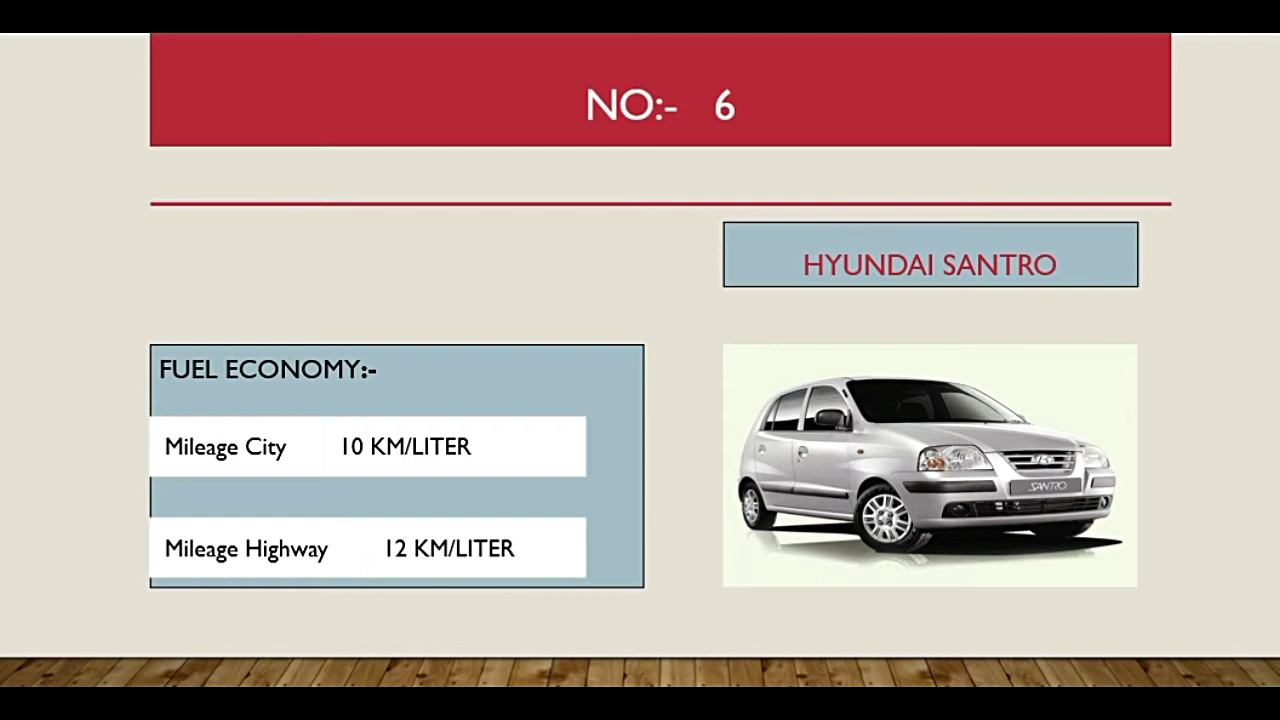 NO:- 6
HYUNDAI SANTRO
FUEL ECONOMY:-
Mileage City 10 KM/LITER
Mileage Highway 12 KM/LITER
SANTRO